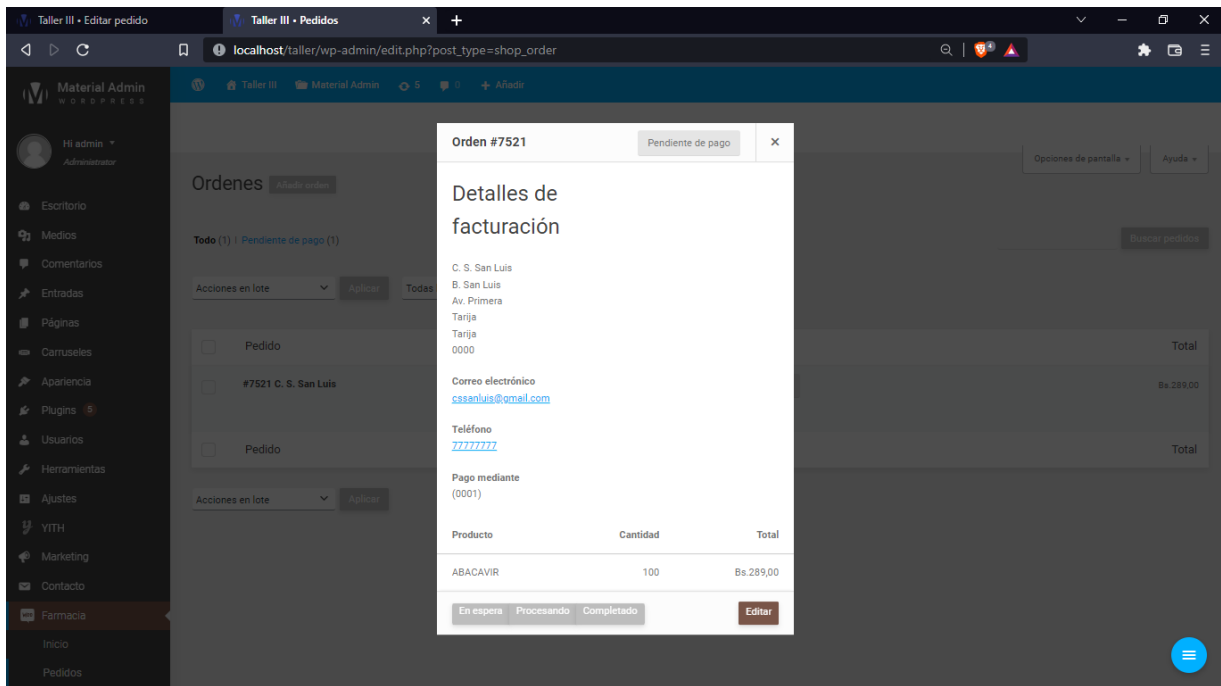 Taller III • Editar pedido
Taller III • Pedidos
localhost/taller/wp-admin/edit.php?post_type=shop_order
Material Admin
WORDPRESS
Taller III
Material Admin
5
0
+ Añadir
Hi admin
Administrator
Escritorio
Medios
Comentarios
Entradas
Páginas
Carruseles
Apariencia
Plugins 5
Usuarios
Herramientas
Ajustes
YITH
Marketing
Contacto
Farmacia
Inicio
Pedidos
Opciones de pantalla
Ayuda
Ordenes
Añadir orden
Todo (1) | Pendiente de pago (1)
Buscar pedidos
Acciones en lote
Aplicar
Todas
Pedido
Total
#7521 C. S. San Luis
Bs.289,00
Pedido
Total
Acciones en lote
Aplicar
Orden #7521
Pendiente de pago
Detalles de
facturación
C. S. San Luis
B. San Luis
Av. Primera
Tarija
Tarija
0000
Correo electrónico
cssanluis@gmail.com
Teléfono
77777777
Pago mediante
(0001)
Producto Cantidad Total
ABACAVIR 100 Bs.289,00
En espera Procesando Completado
Editar